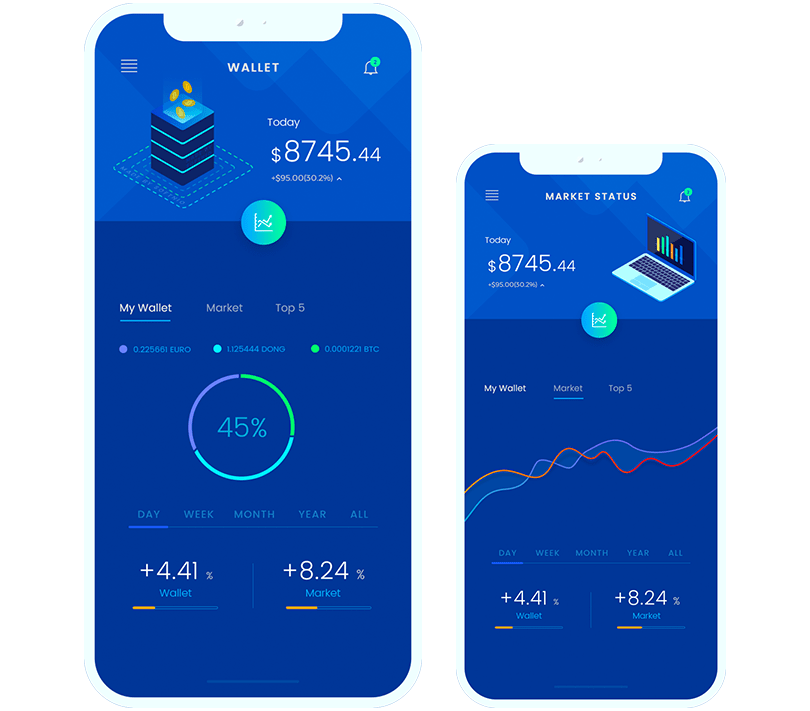 WALLET
2
Today
$8745.44
+$95.00(30.2%)
My Wallet Market Top 5
0.225661 EURO 1.125444 DONG 0.0001221 BTC
45%
DAY WEEK MONTH YEAR ALL
+4.41 % +8.24 %
Wallet Market
MARKET STATUS
Today
$8745.44
+$95.00(30.2%)
My Wallet Market Top 5
DAY WEEK MONTH YEAR ALL
+4.41 % +8.24 %
Wallet Market